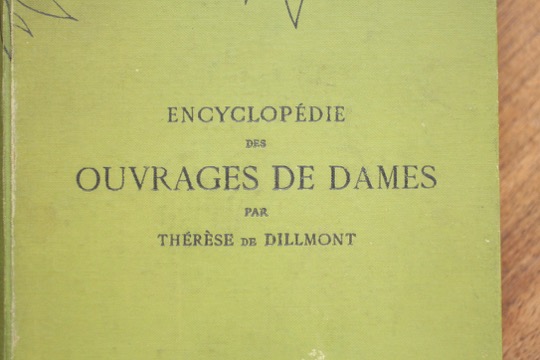 ENCYCLOPÉDIE
DES
OUVRAGES DE DAMES
PAR
THÉRÈSE DE DILLMONT